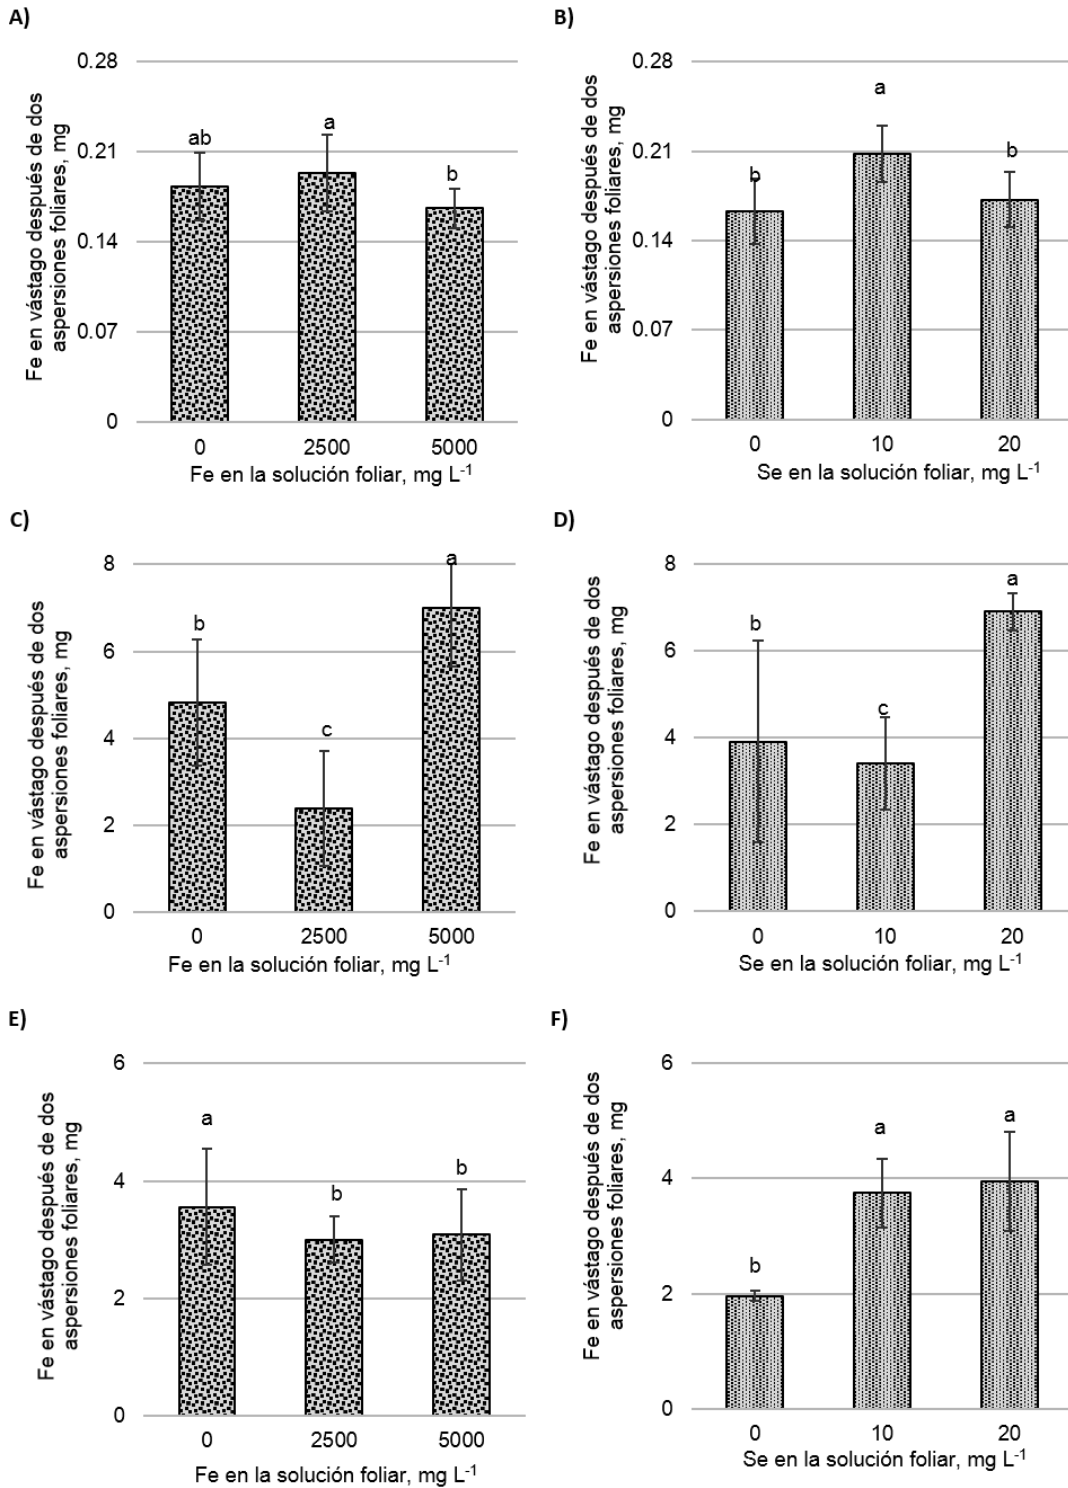 A)
Fe en vástago después de dos
aspersiones foliares, mg
0.28
0.21
0.14
0.07
0
ab
a
b
0 2500 5000
Fe en la solución foliar, mg L-1
B)
Fe en vástago después de dos
aspersiones foliares, mg
0.28
0.21
0.14
0.07
0
b
a
b
0 10 20
Se en la solución foliar, mg L-1
C)
Fe en vástago después de dos
aspersiones foliares, mg
8
6
4
2
0
b
c
a
0 2500 5000
Fe en la solución foliar, mg L-1
D)
Fe en vástago después de dos
aspersiones foliares, mg
8
6
4
2
0
b
c
a
0 10 20
Se en la solución foliar, mg L-1
E)
Fe en vástago después de dos
aspersiones foliares, mg
6
4
2
0
a
b
b
0 2500 5000
Fe en la solución foliar, mg L-1
F)
Fe en vástago después de dos
aspersiones foliares, mg
6
4
2
0
b
a
a
0 10 20
Se en la solución foliar, mg L-1